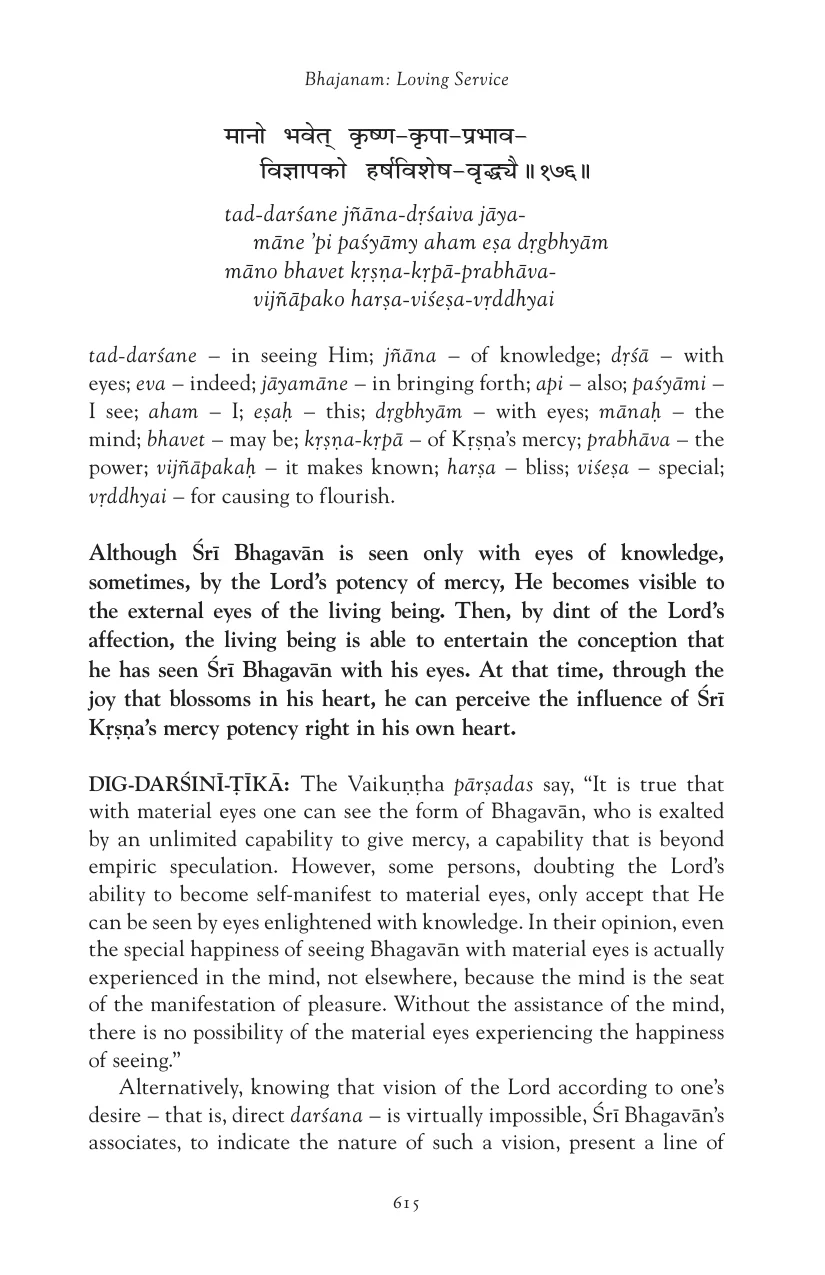 Bhajanam: Loving Service
मानो भवेत् कृष्ण–कृपा–प्रभाव–
विज्ञापको हर्षविशेष–वृद्ध्यै॥१७६॥
tad-darśane jñāna-dṛśaiva jāya-
māne ’pi paśyāmy aham eṣa dṛgbhyām
māno bhavet kṛṣṇa-kṛpā-prabhāva-
vijñāpako harṣa-viśeṣa-vṛddhyai
tad-darśane – in seeing Him; jñāna – of knowledge; dṛśā – with
eyes; eva – indeed; jāyamāne – in bringing forth; api – also; paśyāmi –
I see; aham – I; eṣaḥ – this; dṛgbhyām – with eyes; mānaḥ – the
mind; bhavet – may be; kṛṣṇa-kṛpā – of Kṛṣṇa’s mercy; prabhāva – the
power; vijñāpakaḥ – it makes known; harṣa – bliss; viśeṣa – special;
vṛddhyai – for causing to flourish.
Although Śrī Bhagavān is seen only with eyes of knowledge,
sometimes, by the Lord’s potency of mercy, He becomes visible to
the external eyes of the living being. Then, by dint of the Lord’s
affection, the living being is able to entertain the conception that
he has seen Śrī Bhagavān with his eyes. At that time, through the
joy that blossoms in his heart, he can perceive the influence of Śrī
Kṛṣṇa’s mercy potency right in his own heart.
DIG-DARŚINĪ-ṬĪKĀ: The Vaikuṇṭha pārṣadas say, “It is true that
with material eyes one can see the form of Bhagavān, who is exalted
by an unlimited capability to give mercy, a capability that is beyond
empiric speculation. However, some persons, doubting the Lord’s
ability to become self-manifest to material eyes, only accept that He
can be seen by eyes enlightened with knowledge. In their opinion, even
the special happiness of seeing Bhagavān with material eyes is actually
experienced in the mind, not elsewhere, because the mind is the seat
of the manifestation of pleasure. Without the assistance of the mind,
there is no possibility of the material eyes experiencing the happiness
of seeing.”
Alternatively, knowing that vision of the Lord according to one’s
desire – that is, direct darśana – is virtually impossible, Śrī Bhagavān’s
associates, to indicate the nature of such a vision, present a line of
615